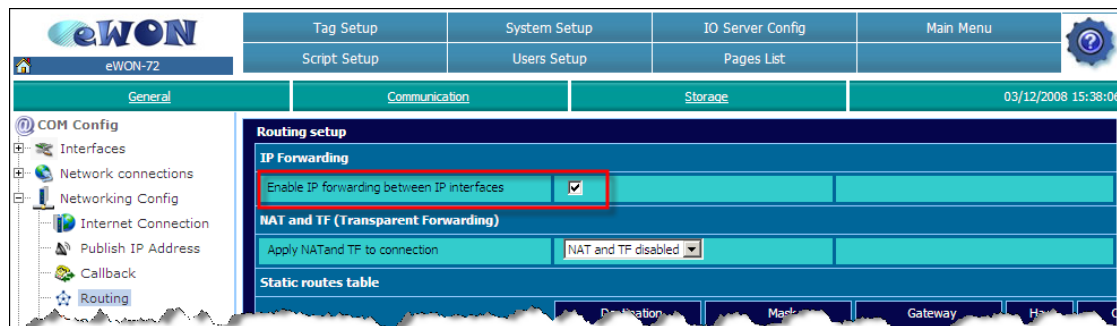 eWON
Tag Setup
System Setup
IO Server Config
Main Menu
eWON-72
Script Setup
Users Setup
Pages List
General
Communication
Storage
03/12/2008 15:38:06
COM Config
Interfaces
Network connections
Networking Config
Internet Connection
Publish IP Address
Callback
Routing
Routing setup
IP Forwarding
Enable IP forwarding between IP interfaces
NAT and TF (Transparent Forwarding)
Apply NATand TF to connection
NAT and TF disabled
Static routes table
Destination
Mask
Gateway